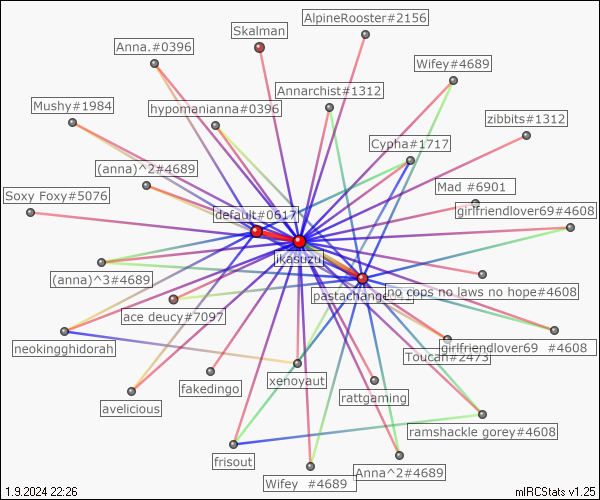 AlpineRooster#2156
Skalman
Anna.#0396
Wifey#4689
Annarchist#1312
Mushy#1984
hypomanianna#0396
zibbits#1312
Cypha#1717
(anna)^2#4689
Mad #6901
Soxy Foxy#5076
girlfriendlover69#4608
default#0617
ikasuzu
(anna)^3#4689
no cops no laws no hope#4608
pastachange
ace deucy#7097
neokingghidorah
girlfriendlover69 #4608
Toucan#2473
xenoyaut
fakedingo
rattgaming
avelicious
ramshackle gorey#4608
frisout
Anna^2#4689
Wifey #4689
1.9.2024 22:26
mIRCStats v1.25